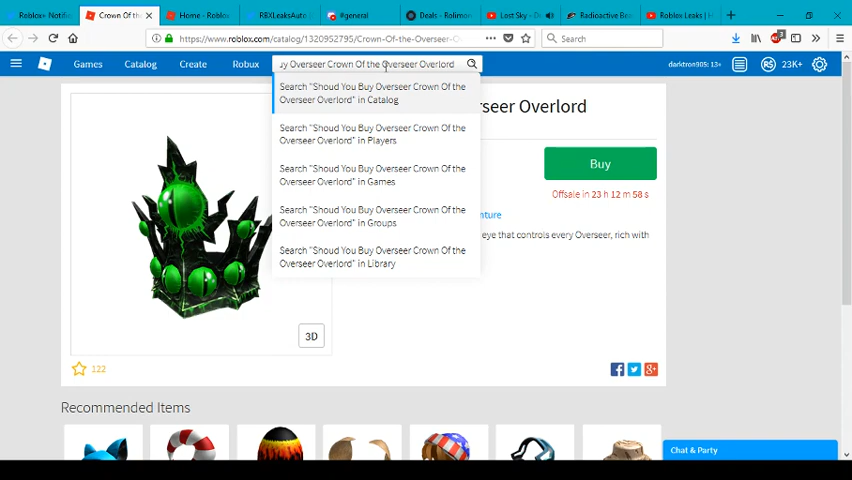 Roblox Notific
Crown Of the
Home - Roblox
RBXLeaksAuto
#general
Deals - Rolimon
Lost Sky -
Radioactive Be
Roblox Leaks | H
https://www.roblox.com/catalog/1320952795/Crown-Of-the-Overseer-O
Search
3
Games
Catalog
Create
Robux
uy Overseer Crown Of the Overseer Overlord
darktron905: 13+
R$
23K+
Search "Shoud You Buy Overseer Crown Of the
Overseer Overlord" in Catalog
Search "Shoud You Buy Overseer Crown Of the
Overseer Overlord" in Players
Search "Shoud You Buy Overseer Crown Of the
Overseer Overlord" in Games
Search "Shoud You Buy Overseer Crown Of the
Overseer Overlord" in Groups
Search "Shoud You Buy Overseer Crown Of the
Overseer Overlord" in Library
seer Overlord
Buy
Offsale in 23 h 12 m 58 s
nture
eye that controls every Overseer, rich with
3D
122
Recommended Items
Chat & Party